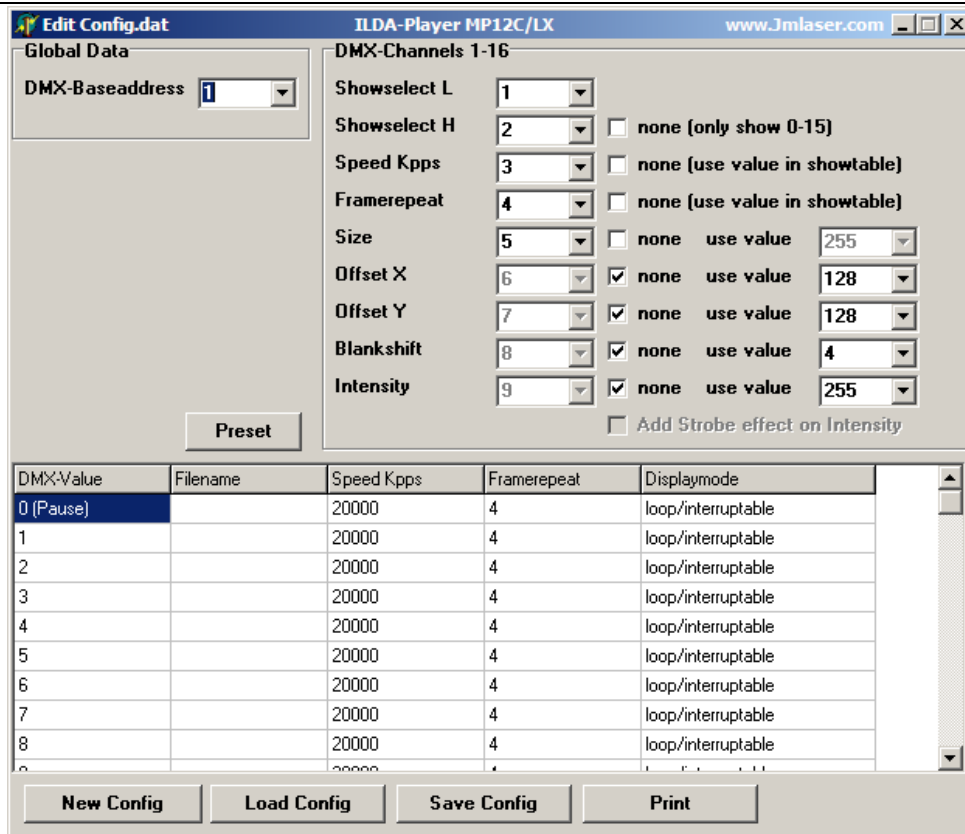 Edit Config.dat ILDA-Player MP12C/LX www.Jmlaser.com
Global Data
DMX-Baseaddress 1
DMX-Channels 1-16
Showselect L 1
Showselect H 2 none (only show 0-15)
Speed Kpps 3 none (use value in showtable)
Framerepeat 4 none (use value in showtable)
Size 5 none use value 255
Offset X 6 none use value 128
Offset Y 7 none use value 128
Blankshift 8 none use value 4
Intensity 9 none use value 255
Add Strobe effect on Intensity
Preset
DMX-Value Filename Speed Kpps Framerepeat Displaymode
0 (Pause) 20000 4 loop/interruptable
1 20000 4 loop/interruptable
2 20000 4 loop/interruptable
3 20000 4 loop/interruptable
4 20000 4 loop/interruptable
5 20000 4 loop/interruptable
6 20000 4 loop/interruptable
7 20000 4 loop/interruptable
8 20000 4 loop/interruptable
New Config Load Config Save Config Print